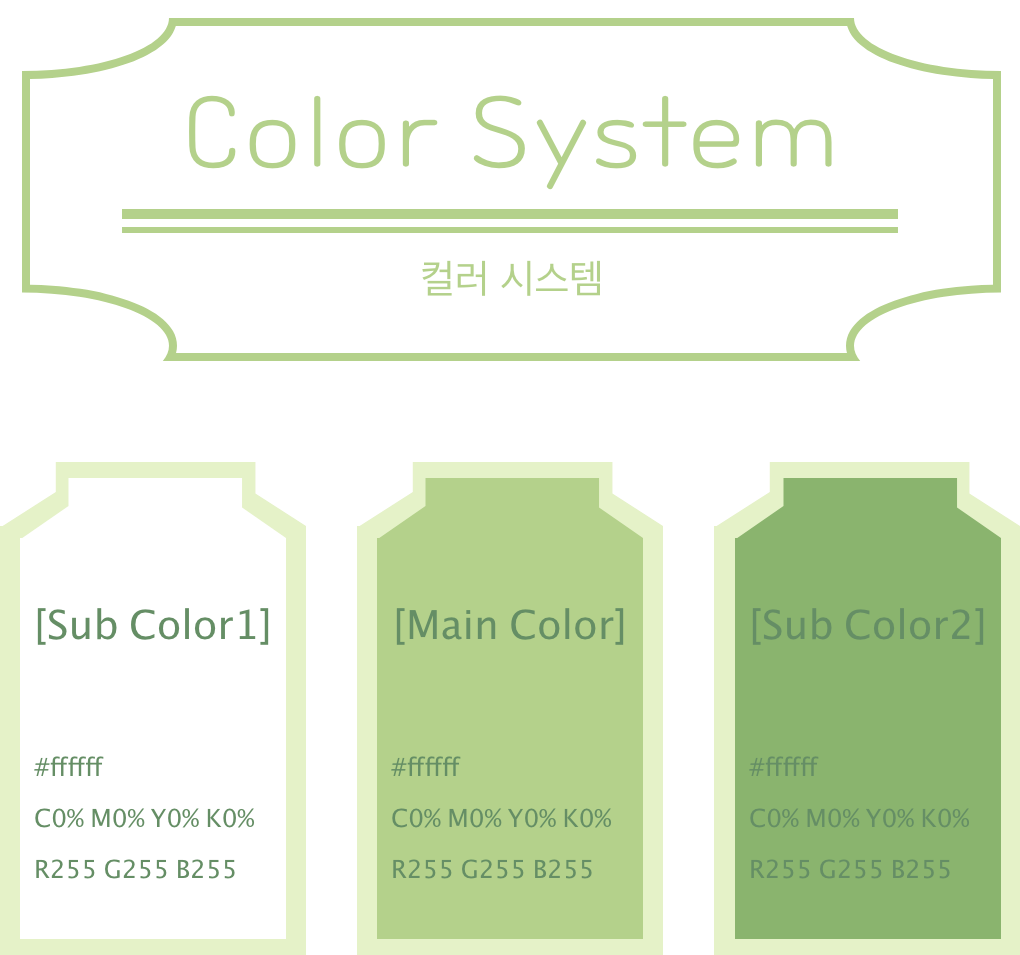 Color System
컬러 시스템
[Sub Color1]
#ffffff
C0% M0% Y0% K0%
R255 G255 B255
[Main Color]
#ffffff
C0% M0% Y0% K0%
R255 G255 B255
[Sub Color2]
#ffffff
C0% M0% Y0% K0%
R255 G255 B255